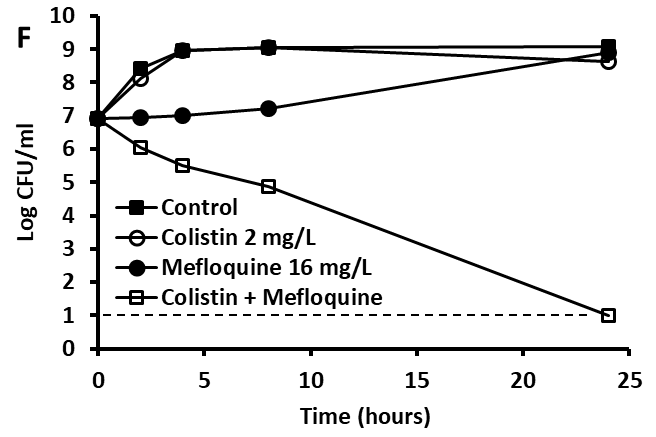 F
Log CFU/ml
10
9
8
7
6
5
4
3
2
1
0
Control
Colistin 2 mg/L
Mefloquine 16 mg/L
Colistin + Mefloquine
0 5 10 15 20 25
Time (hours)